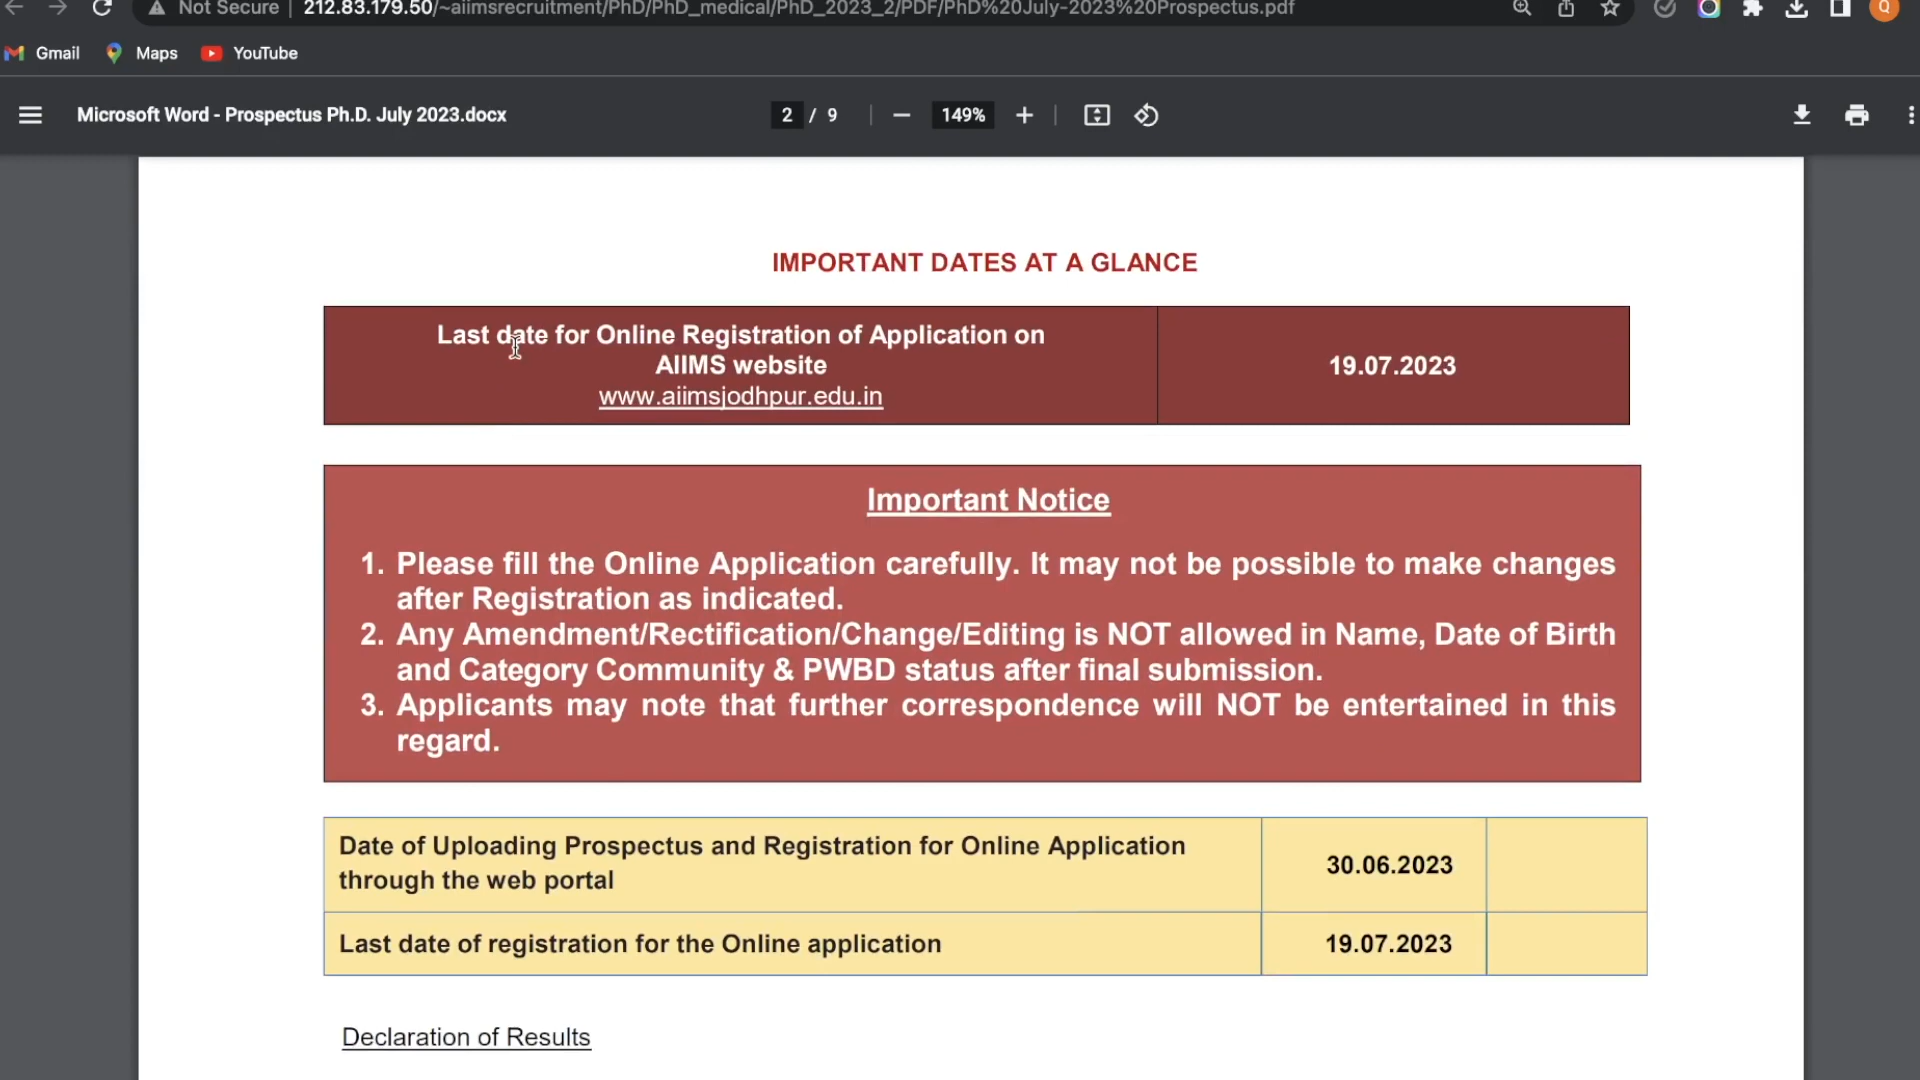 Not Secure | 212.83.179.50/~aiimsrecruitment/PhD/PhD_medical/PhD_2023_2/PDF/PhD%20July-2023%20Prospectus.pdf
Q
Gmail Maps YouTube
Microsoft Word - Prospectus Ph.D. July 2023.docx 2 / 9 149%
IMPORTANT DATES AT A GLANCE
Last date for Online Registration of Application on
AIIMS website
www.aiimsjodhpur.edu.in
19.07.2023
Important Notice
1. Please fill the Online Application carefully. It may not be possible to make changes
after Registration as indicated.
2. Any Amendment/Rectification/Change/Editing is NOT allowed in Name, Date of Birth
and Category Community & PWBD status after final submission.
3. Applicants may note that further correspondence will NOT be entertained in this
regard.
Date of Uploading Prospectus and Registration for Online Application
through the web portal
30.06.2023
Last date of registration for the Online application 19.07.2023
Declaration of Results